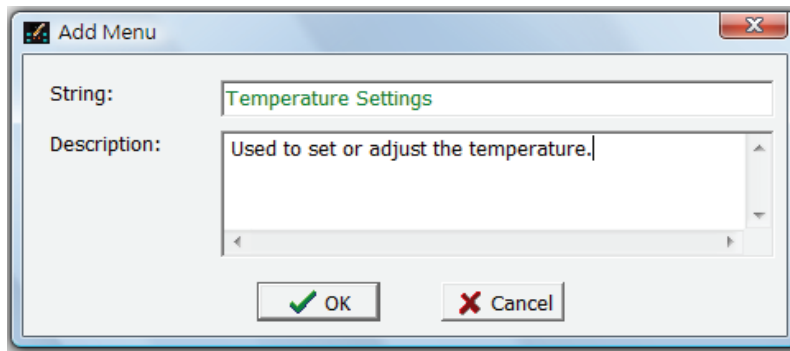 Add Menu
String:
Temperature Settings
Description:
Used to set or adjust the temperature.
OK
Cancel